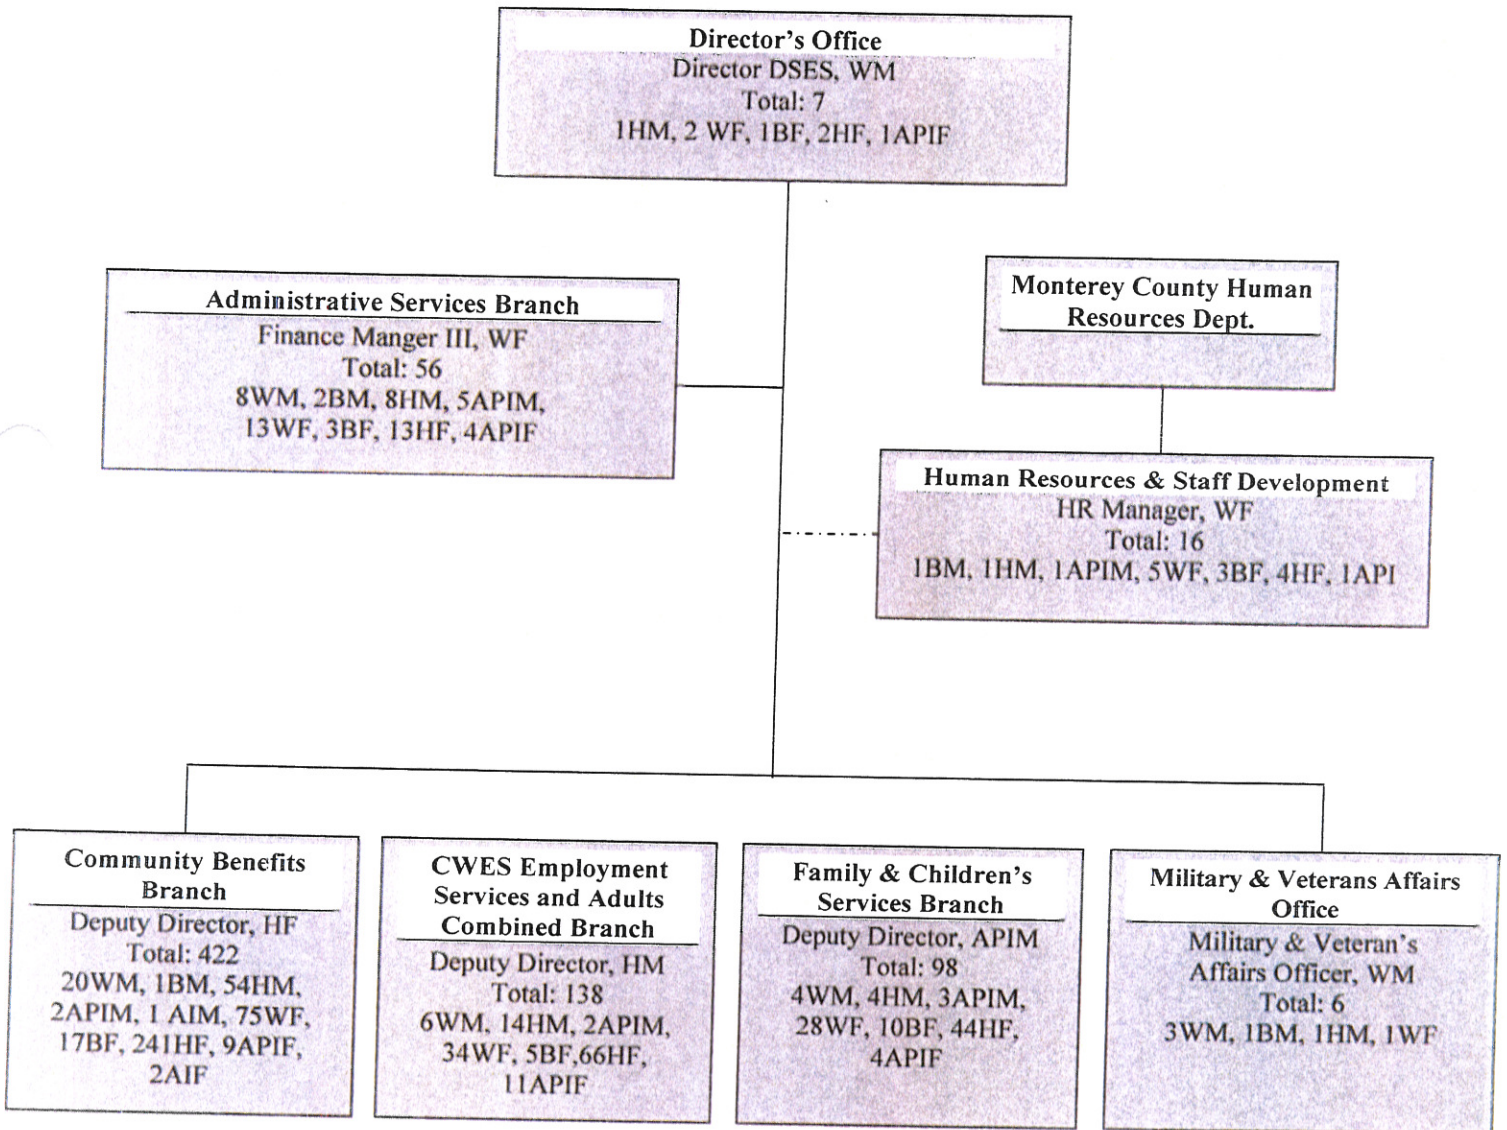 Director's Office
Director DSES, WM
Total: 7
1HM, 2 WF, 1BF, 2HF, 1APIF
Administrative Services Branch
Finance Manger III, WF
Total: 56
8WM, 2BM, 8HM, 5APIM,
13WF, 3BF, 13HF, 4APIF
Monterey County Human
Resources Dept.
Human Resources & Staff Development
HR Manager, WF
Total: 16
1BM, 1HM, 1APIM, 5WF, 3BF, 4HF, 1API
Community Benefits
Branch
Deputy Director, HF
Total: 422
20WM, 1BM, 54HM,
2APIM, 1 AIM, 75WF,
17BF, 241HF, 9APIF,
2AIF
CWES Employment
Services and Adults
Combined Branch
Deputy Director, HM
Total: 138
6WM, 14HM, 2APIM,
34WF, 5BF,66HF,
11APIF
Family & Children's
Services Branch
Deputy Director, APIM
Total: 98
4WM, 4HM, 3APIM,
28WF, 10BF, 44HF,
4APIF
Military & Veterans Affairs
Office
Military & Veteran's
Affairs Officer, WM
Total: 6
3WM, 1BM, 1HM, 1WF